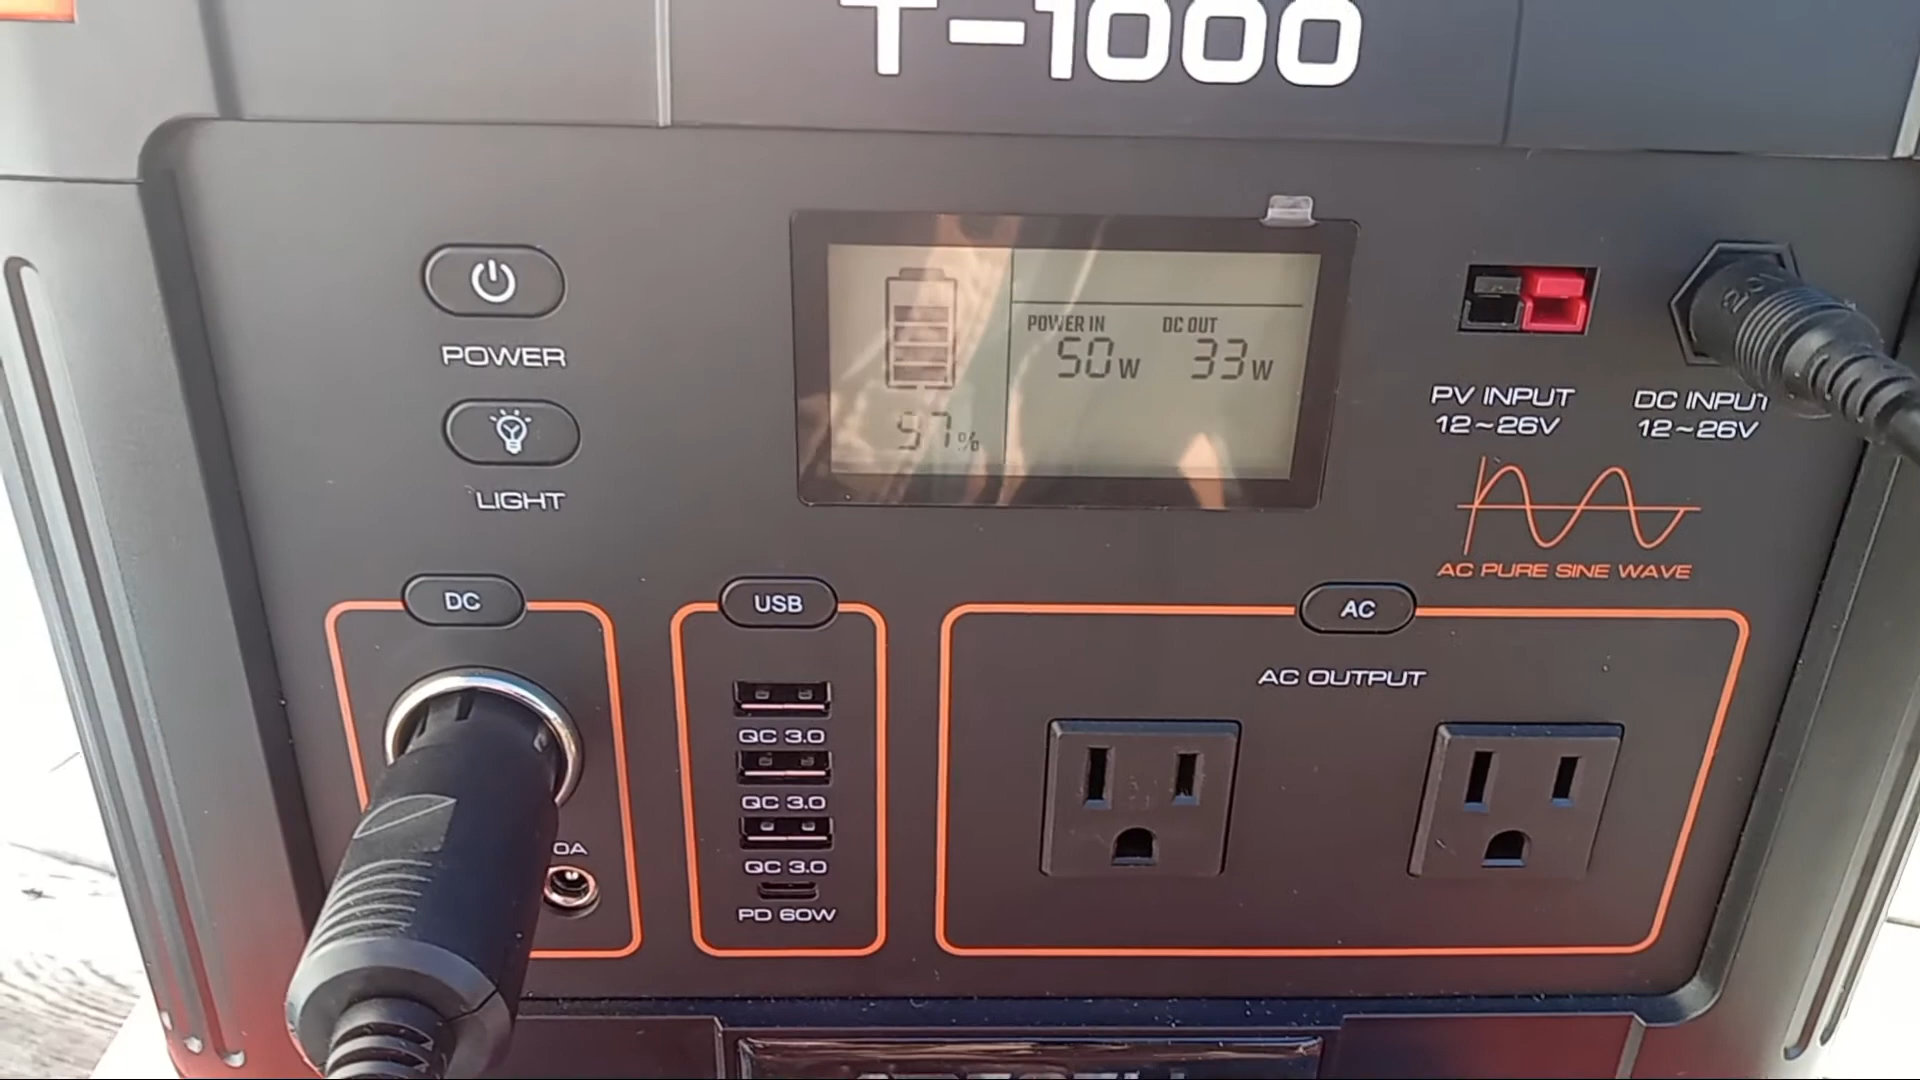 T-1000
POWER
LIGHT
POWER IN
50W
DC OUT
33W
97%
PV INPUT
12~26V
DC INPUT
12~26V
AC PURE SINE WAVE
DC
0A
USB
QC 3.0
QC 3.0
QC 3.0
PD 60W
AC
AC OUTPUT